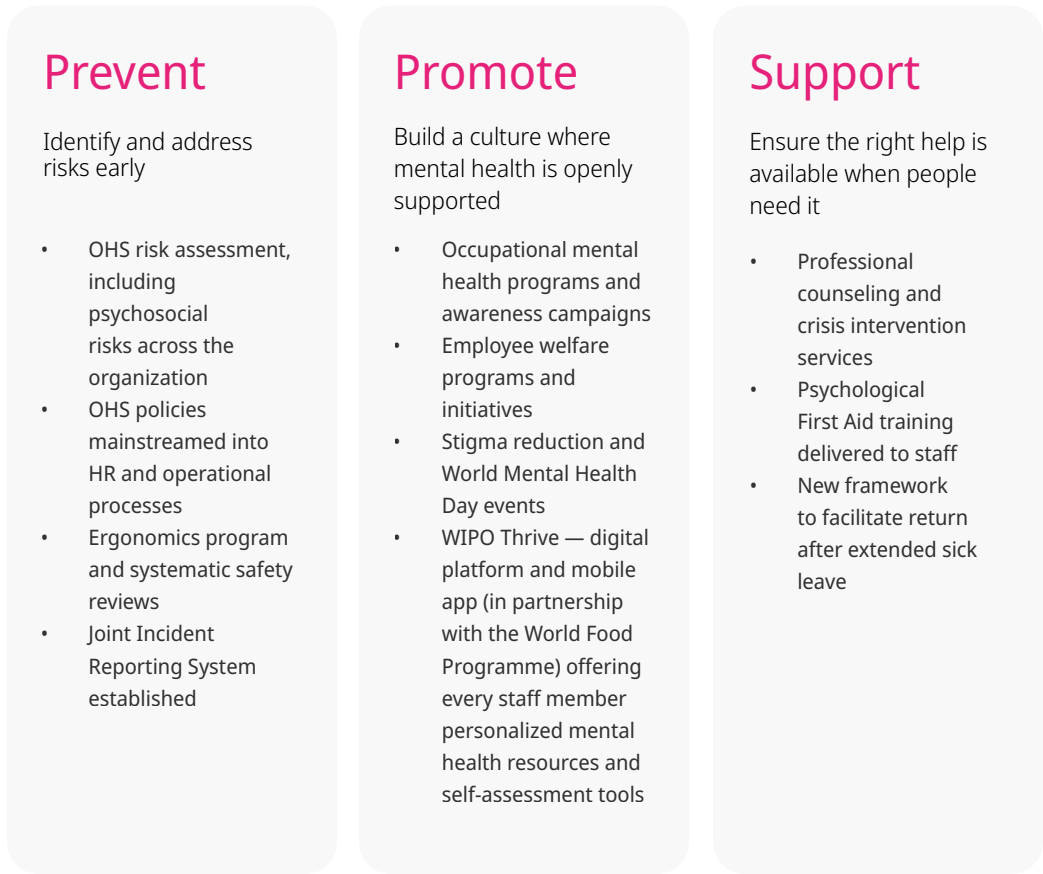 Prevent
Identify and address
risks early
• OHS risk assessment,
including
psychosocial
risks across the
organization
• OHS policies
mainstreamed into
HR and operational
processes
• Ergonomics program
and systematic safety
reviews
• Joint Incident
Reporting System
established
Promote
Build a culture where
mental health is openly
supported
• Occupational mental
health programs and
awareness campaigns
• Employee welfare
programs and
initiatives
• Stigma reduction and
World Mental Health
Day events
• WIPO Thrive — digital
platform and mobile
app (in partnership
with the World Food
Programme) offering
every staff member
personalized mental
health resources and
self-assessment tools
Support
Ensure the right help is
available when people
need it
• Professional
counseling and
crisis intervention
services
• Psychological
First Aid training
delivered to staff
• New framework
to facilitate return
after extended sick
leave